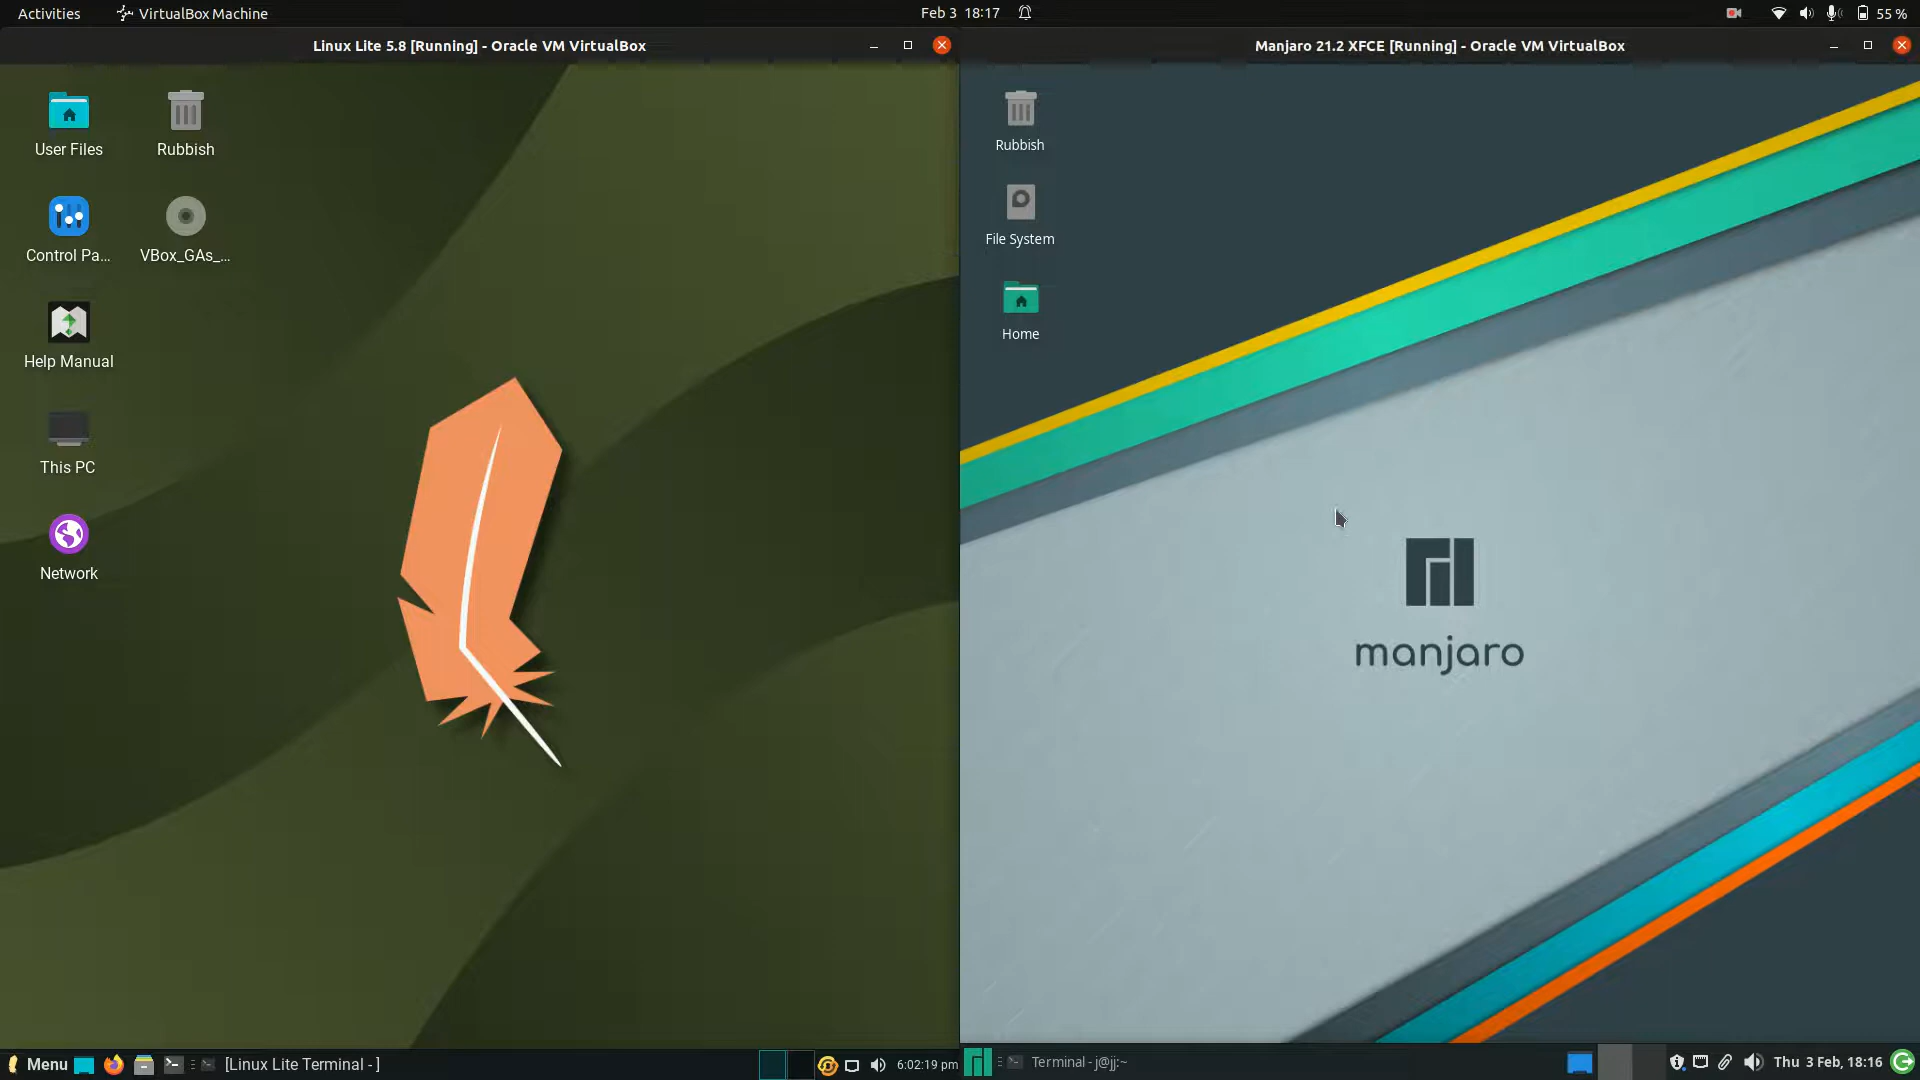 Activities
VirtualBox Machine
Feb 3 18:17
55 %
Linux Lite 5.8 [Running] - Oracle VM VirtualBox
User Files
Rubbish
Control Pa...
VBox_GAs_...
Help Manual
This PC
Network
Menu
[Linux Lite Terminal - ]
6:02:19 pm
Manjaro 21.2 XFCE [Running] - Oracle VM VirtualBox
Rubbish
File System
Home
manjaro
Terminal - j@jj:~
Thu 3 Feb, 18:16